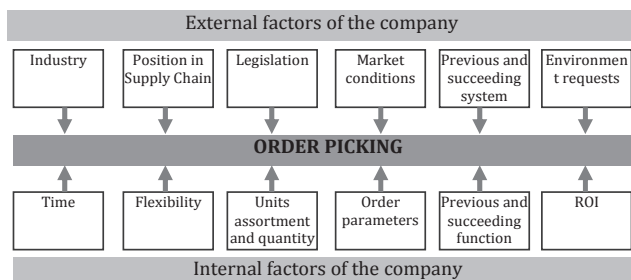 External factors of the company
Industry
Position in
Supply Chain
Legislation
Market
conditions
Previous and
succeeding
system
Environmen
t requests
ORDER PICKING
Time
Flexibility
Units
assortment
and quantity
Order
parameters
Previous and
succeeding
function
ROI
Internal factors of the company